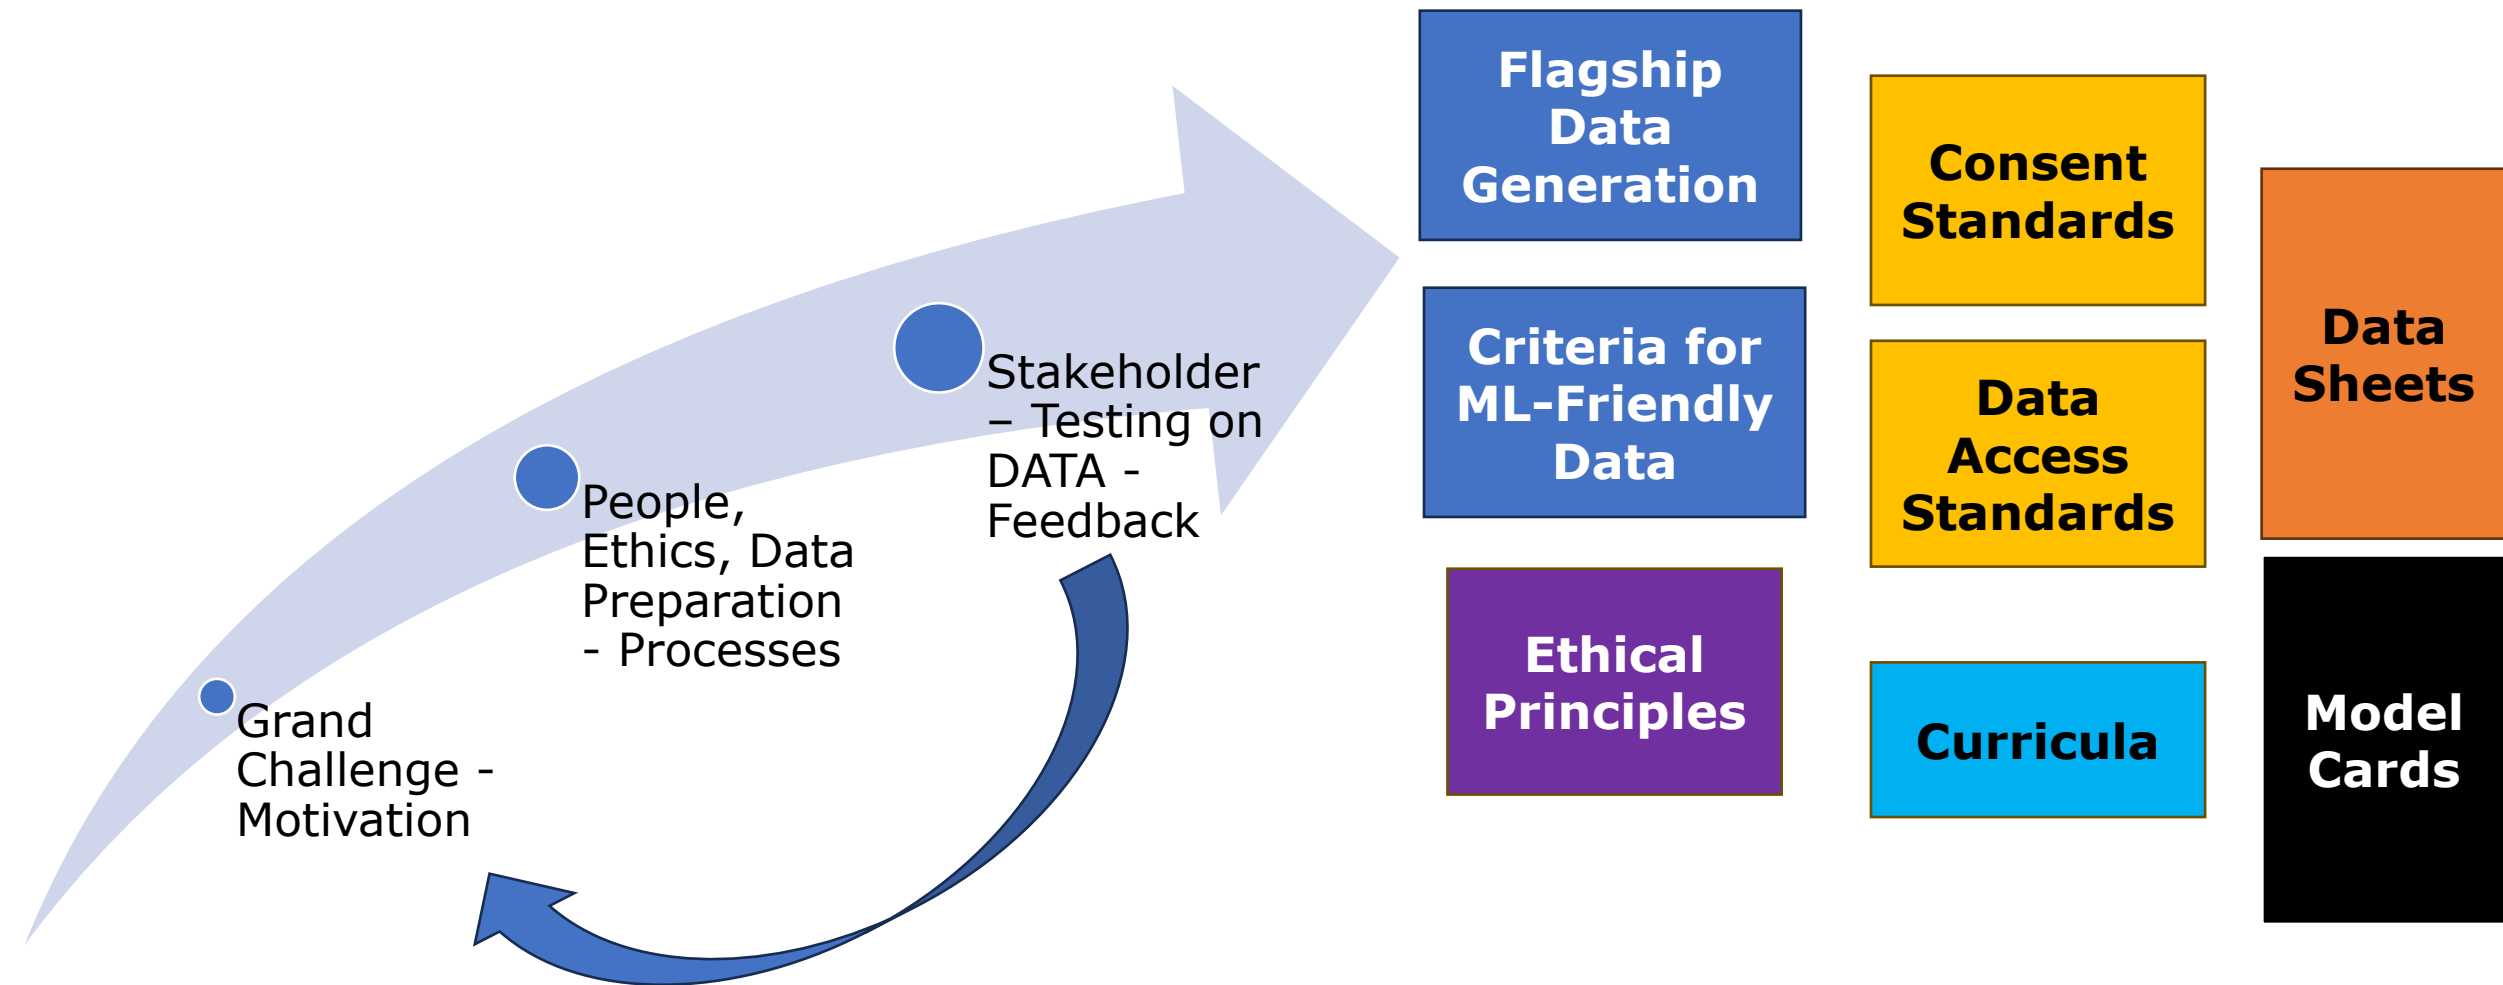 Grand
Challenge -
Motivation
People,
Ethics, Data
Preparation
- Processes
Stakeholder
– Testing on
DATA -
Feedback
Flagship
Data
Generation
Criteria for
ML-Friendly
Data
Ethical
Principles
Consent
Standards
Data
Access
Standards
Curricula
Data
Sheets
Model
Cards